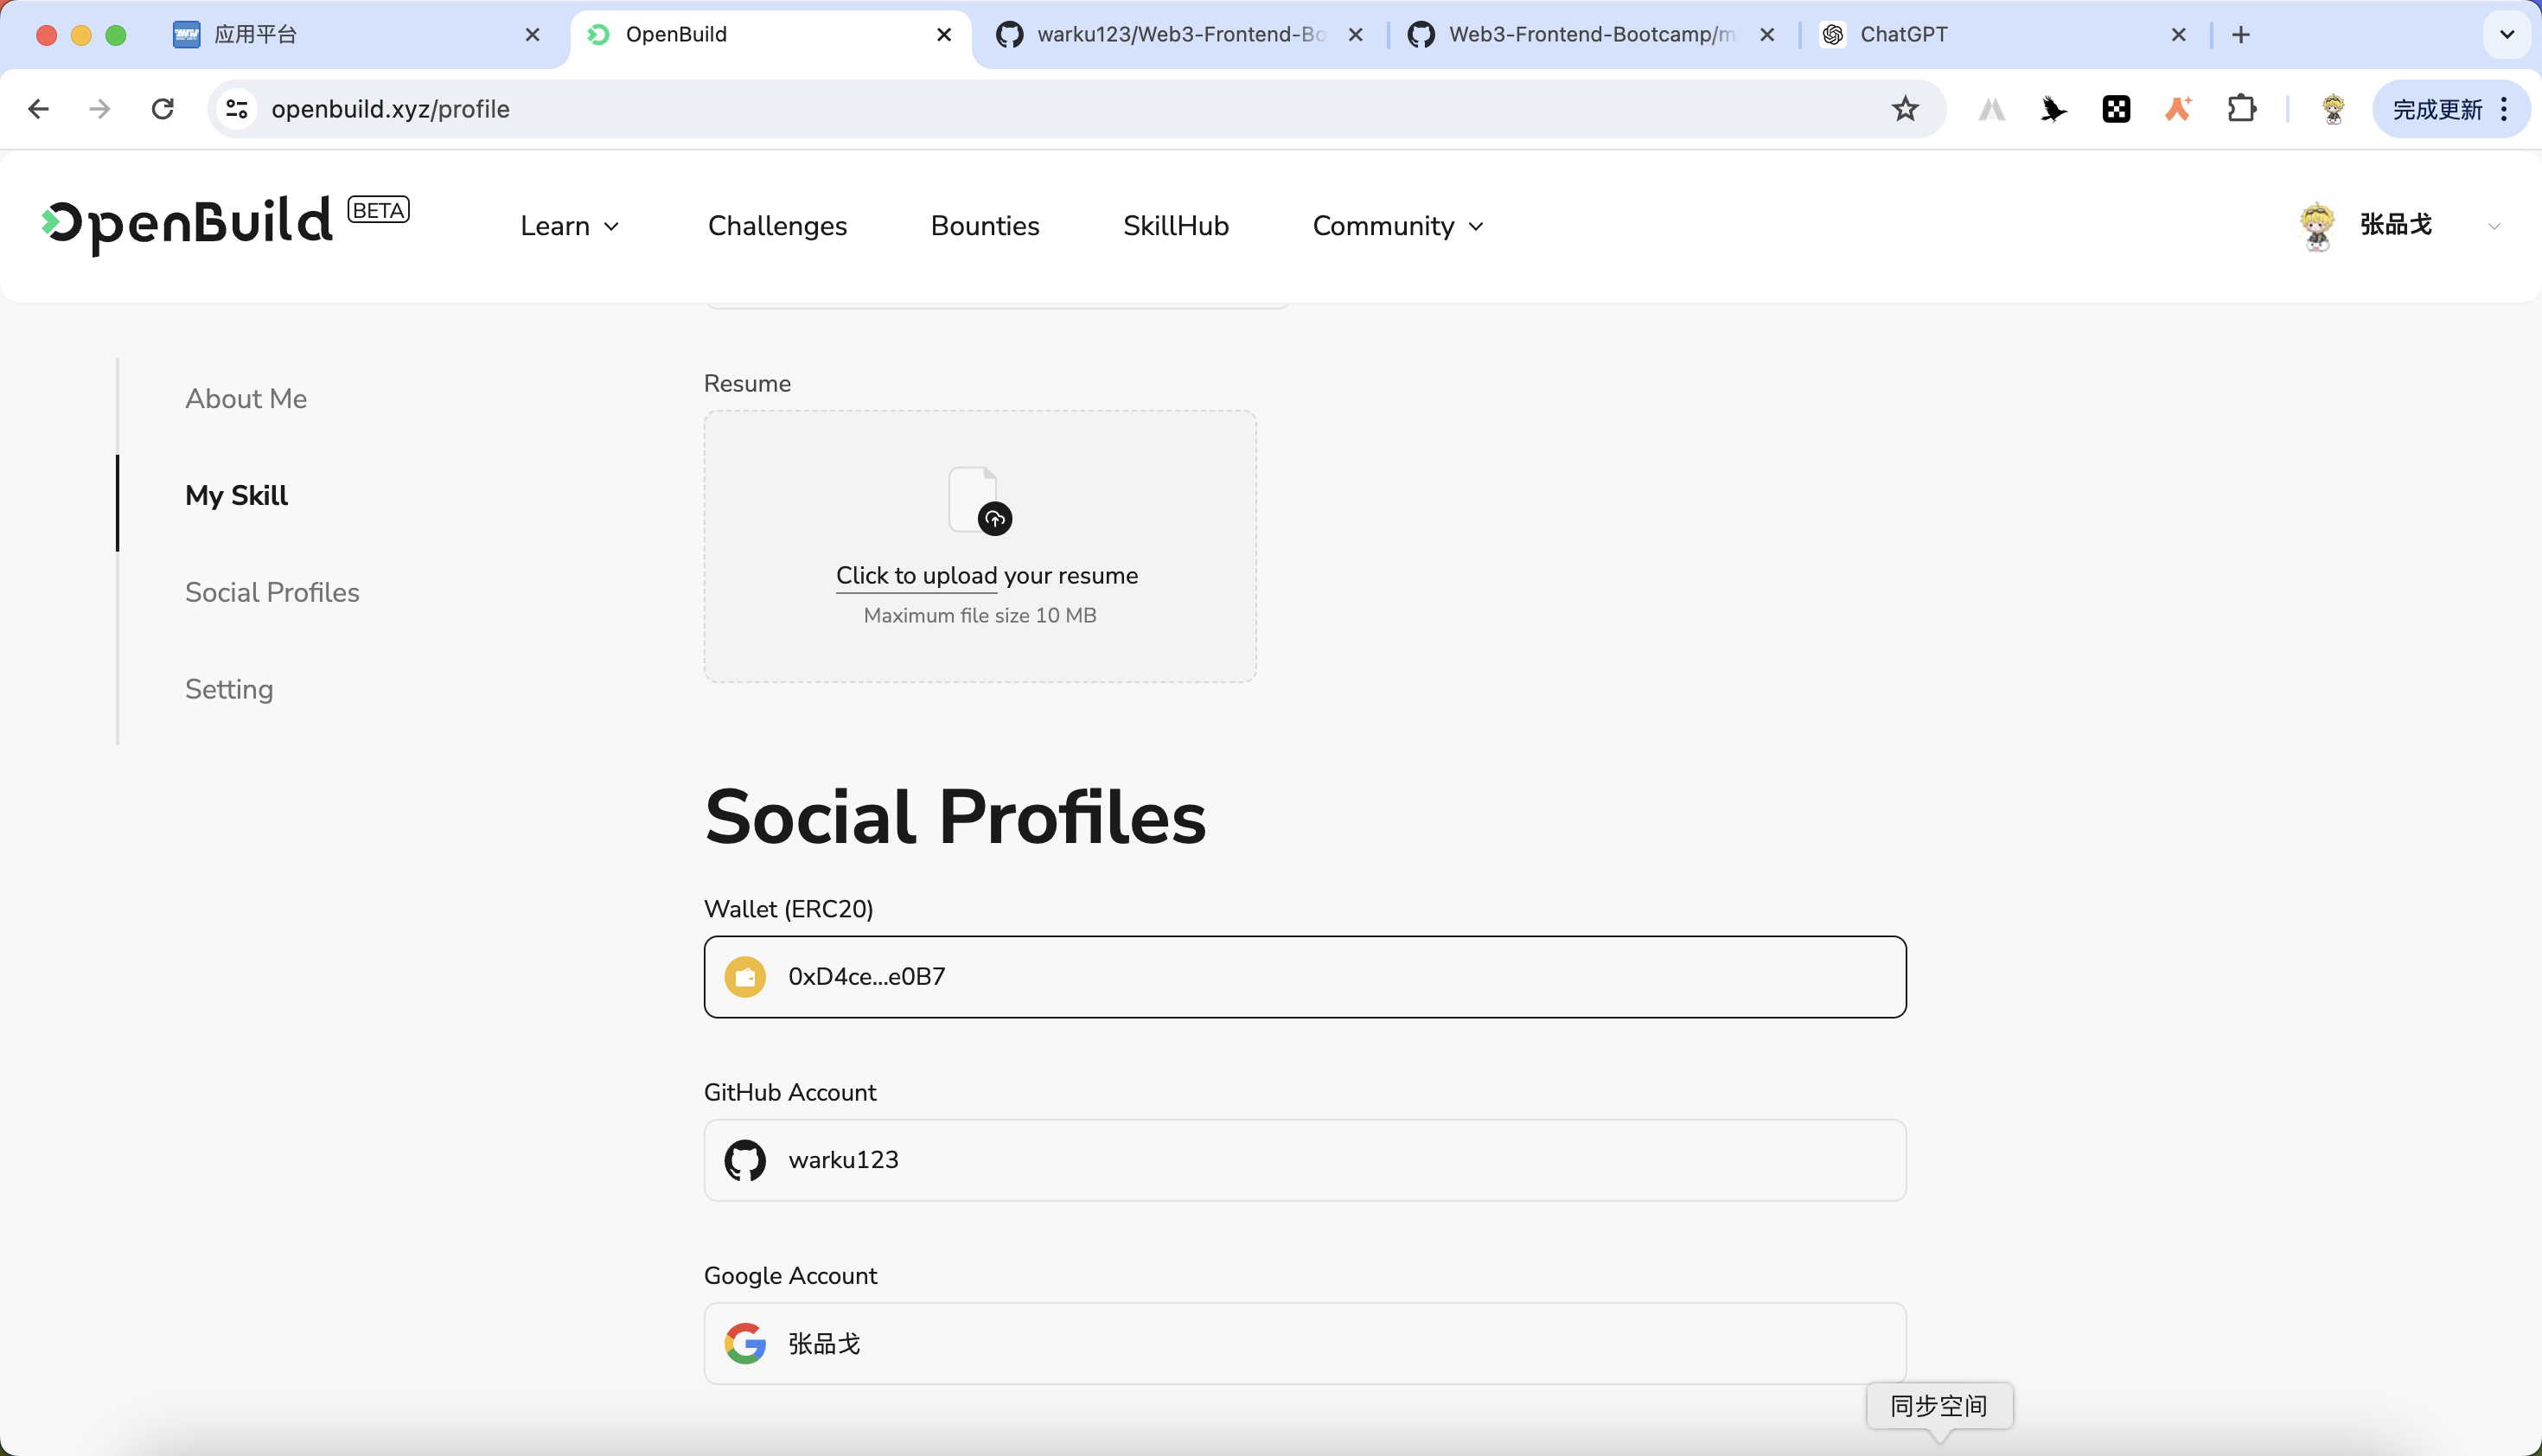 应用平台
OpenBuild
warku123/Web3-Frontend-Bo
Web3-Frontend-Bootcamp/m
ChatGPT
openbuild.xyz/profile
完成更新
OpenBuild BETA
Learn
Challenges
Bounties
SkillHub
Community
张品戈
About Me
My Skill
Social Profiles
Setting
Resume
Click to upload your resume
Maximum file size 10 MB
Social Profiles
Wallet (ERC20)
0xD4ce...e0B7
GitHub Account
warku123
Google Account
张品戈
同步空间